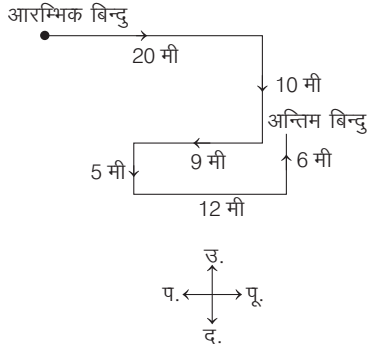 आरम्भिक बिन्दु
20 मी
10 मी
अन्तिम बिन्दु
9 मी
6 मी
5 मी
12 मी
उ.
प.
पू.
द.